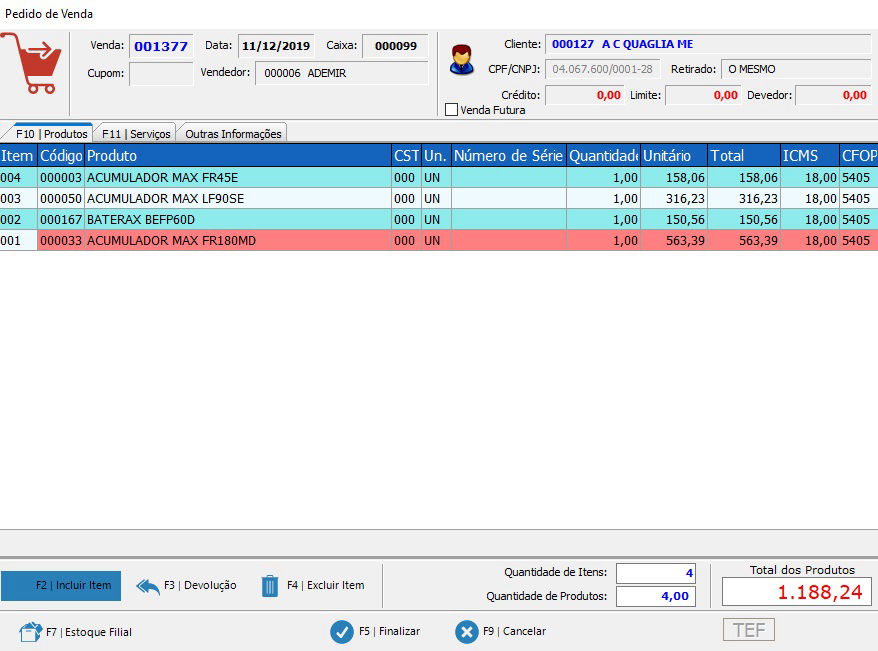 Pedido de Venda
Venda: 001377 Data: 11/12/2019 Caixa: 000099
Cupom: Vendedor: 000006 ADEMIR
Cliente: 000127 A C QUAGLIA ME
CPF/CNPJ: 04.067.600/0001-28 Retirado: O MESMO
Crédito: 0,00 Limite: 0,00 Devedor: 0,00
Venda Futura
F10 | Produtos F11 | Serviços Outras Informações
Item Código Produto CST Un. Número de Série Quantidade Unitário Total ICMS CFOP
004 000003 ACUMULADOR MAX FR45E 000 UN 1,00 158,06 158,06 18,00 5405
003 000050 ACUMULADOR MAX LF90SE 000 UN 1,00 316,23 316,23 18,00 5405
002 000167 BATERAX BEFP60D 000 UN 1,00 150,56 150,56 18,00 5405
001 000033 ACUMULADOR MAX FR180MD 000 UN 1,00 563,39 563,39 18,00 5405
F2 | Incluir Item F3 | Devolução F4 | Excluir Item
Quantidade de Itens: 4
Quantidade de Produtos: 4,00
Total dos Produtos
1.188,24
F7 | Estoque Filial F5 | Finalizar F9 | Cancelar TEF